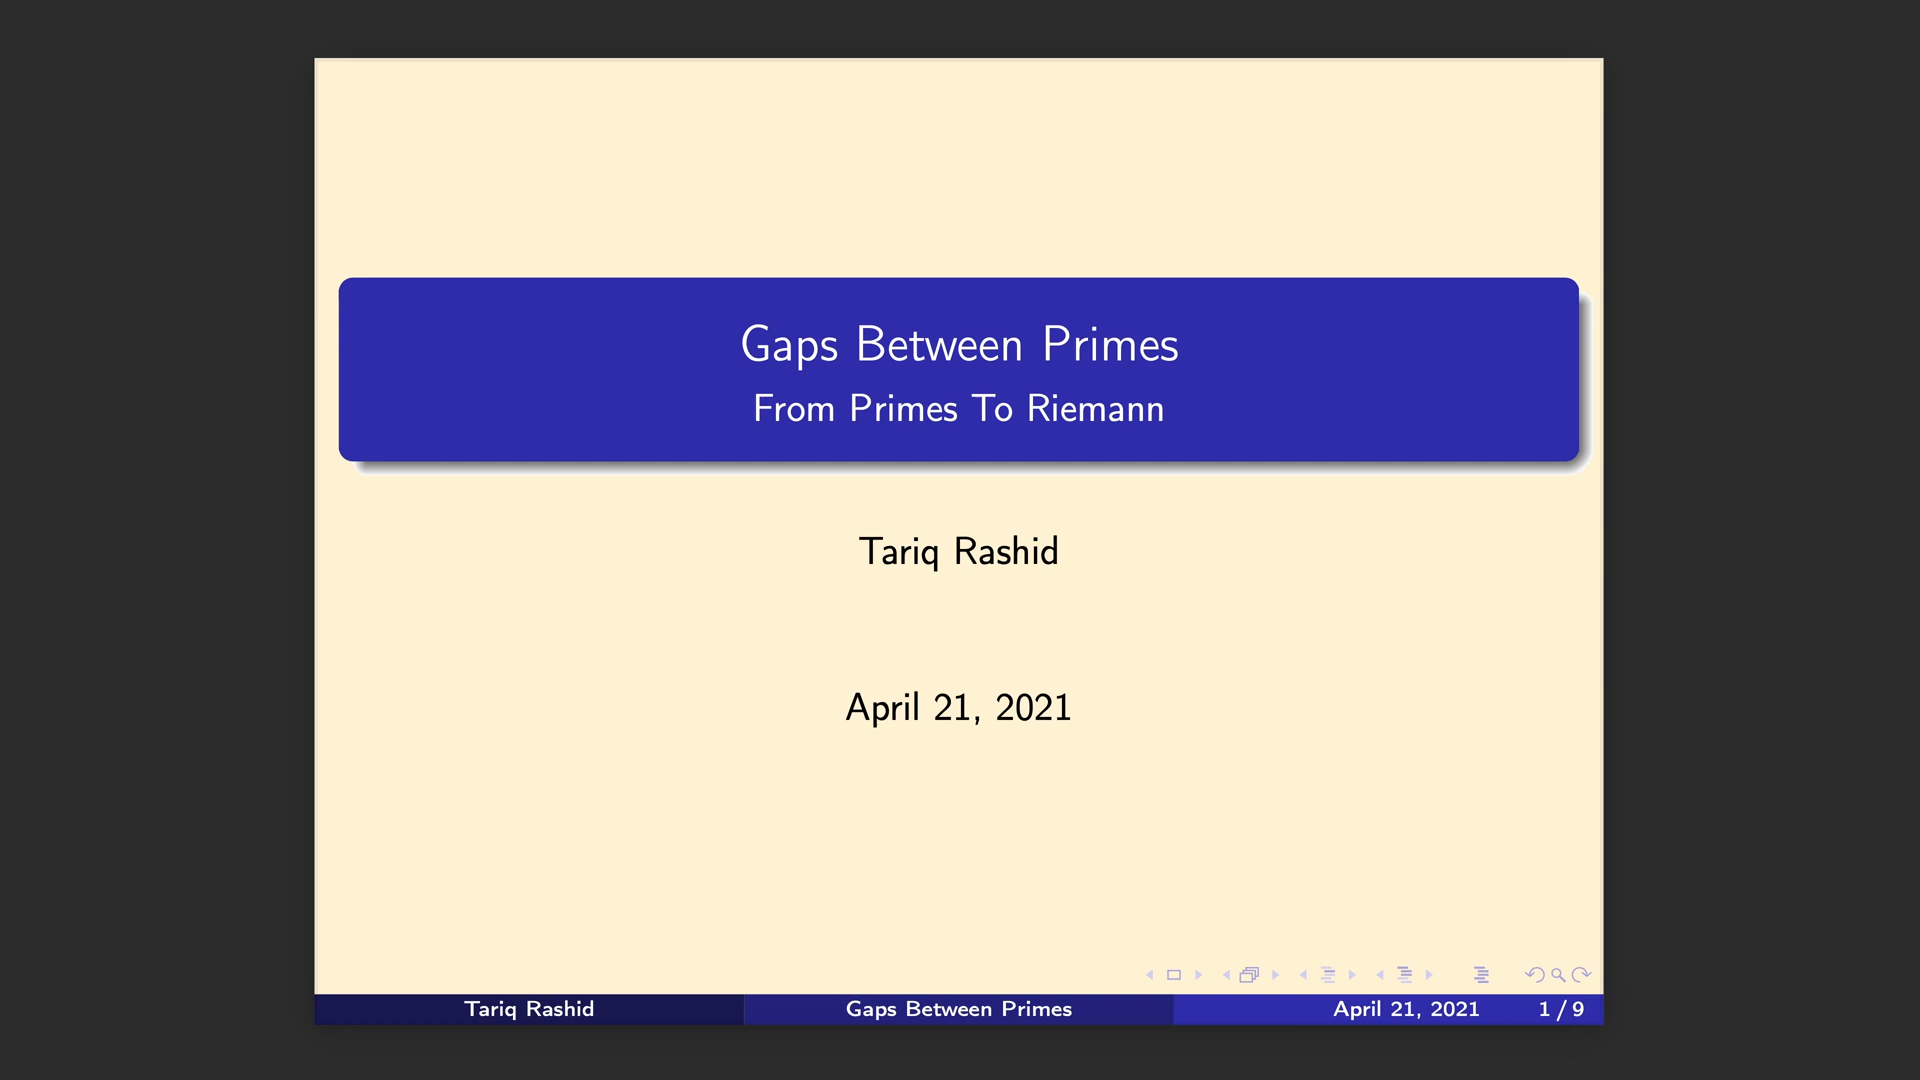 Gaps Between Primes
From Primes To Riemann
Tariq Rashid
April 21, 2021
Tariq Rashid Gaps Between Primes April 21, 2021 1 / 9